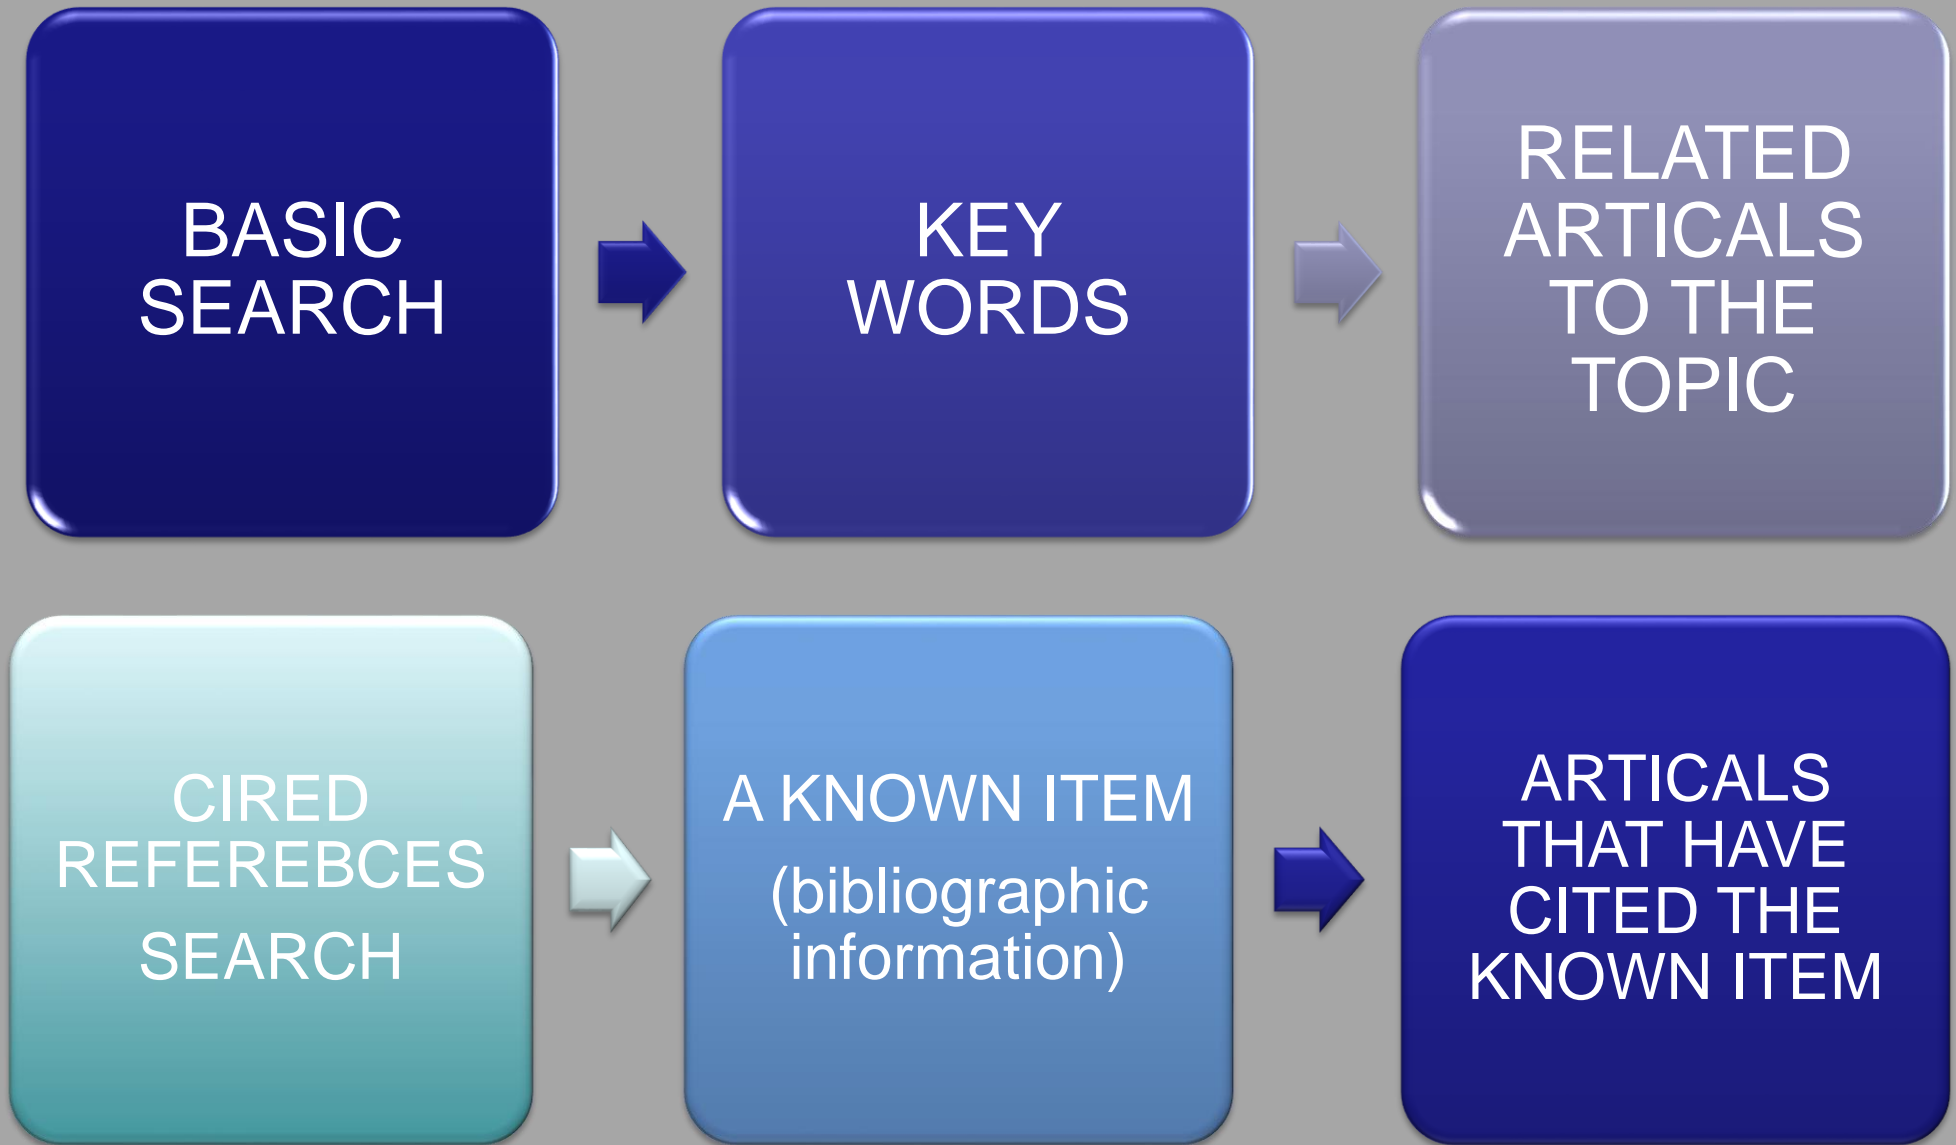 BASIC
SEARCH
KEY
WORDS
RELATED
ARTICALS
TO THE
TOPIC
CIRED
REFEREBCES
SEARCH
A KNOWN ITEM
(bibliographic
information)
ARTICALS
THAT HAVE
CITED THE
KNOWN ITEM